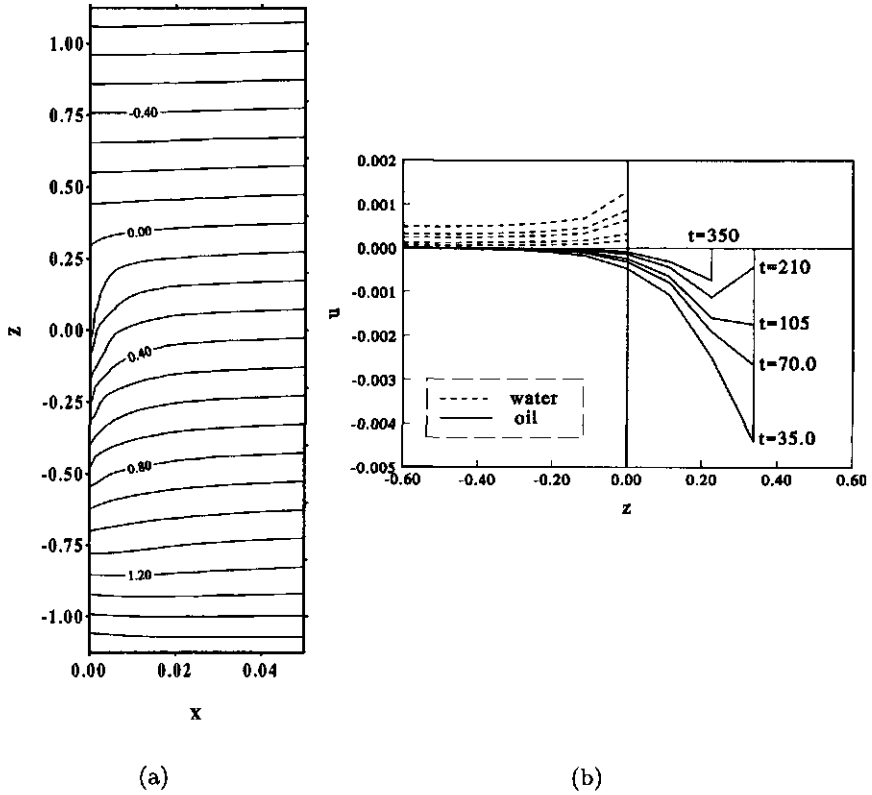 1.00
0.75
0.50
0.25
0.00
-0.25
-0.50
-0.75
-1.00
z
-0.40
0.00
0.40
0.80
1.20
0.00 0.02 0.04
x
(a)
0.002
0.001
0.000
-0.001
-0.002
-0.003
-0.004
-0.005
u
t=350
t=210
t=105
t=70.0
t=35.0
water
oil
-0.60 -0.40 -0.20 0.00 0.20 0.40 0.60
z
(b)